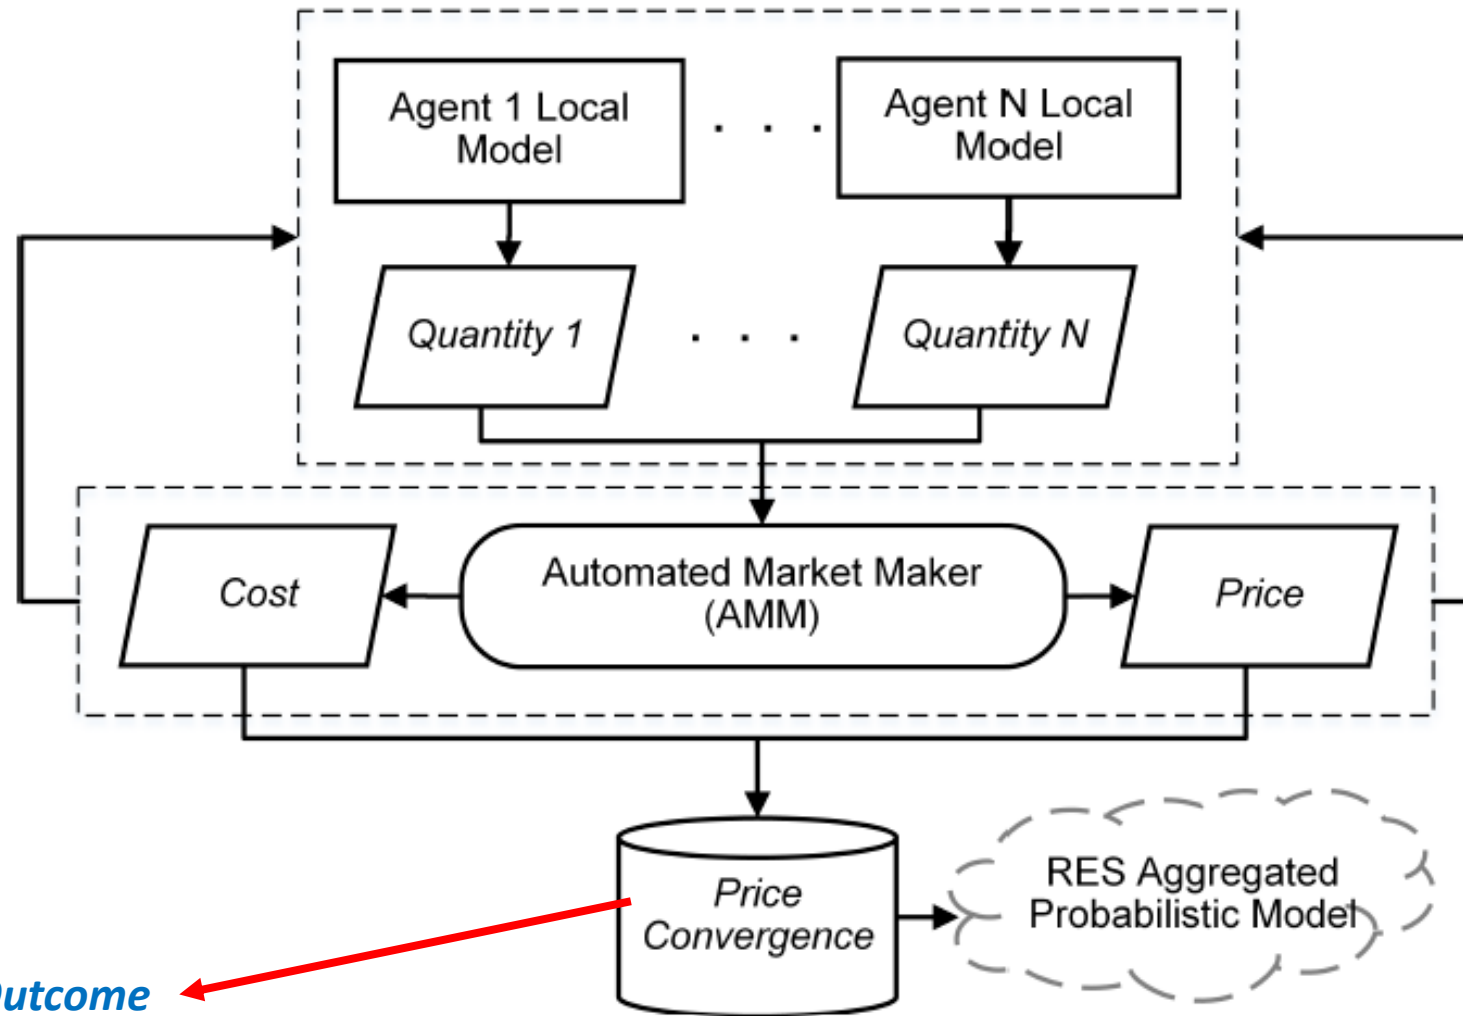 Agent 1 Local
Model
. . .
Agent N Local
Model
Quantity 1
. . .
Quantity N
Cost
Automated Market Maker
(AMM)
Price
Price
Convergence
RES Aggregated
Probabilistic Model
utcome